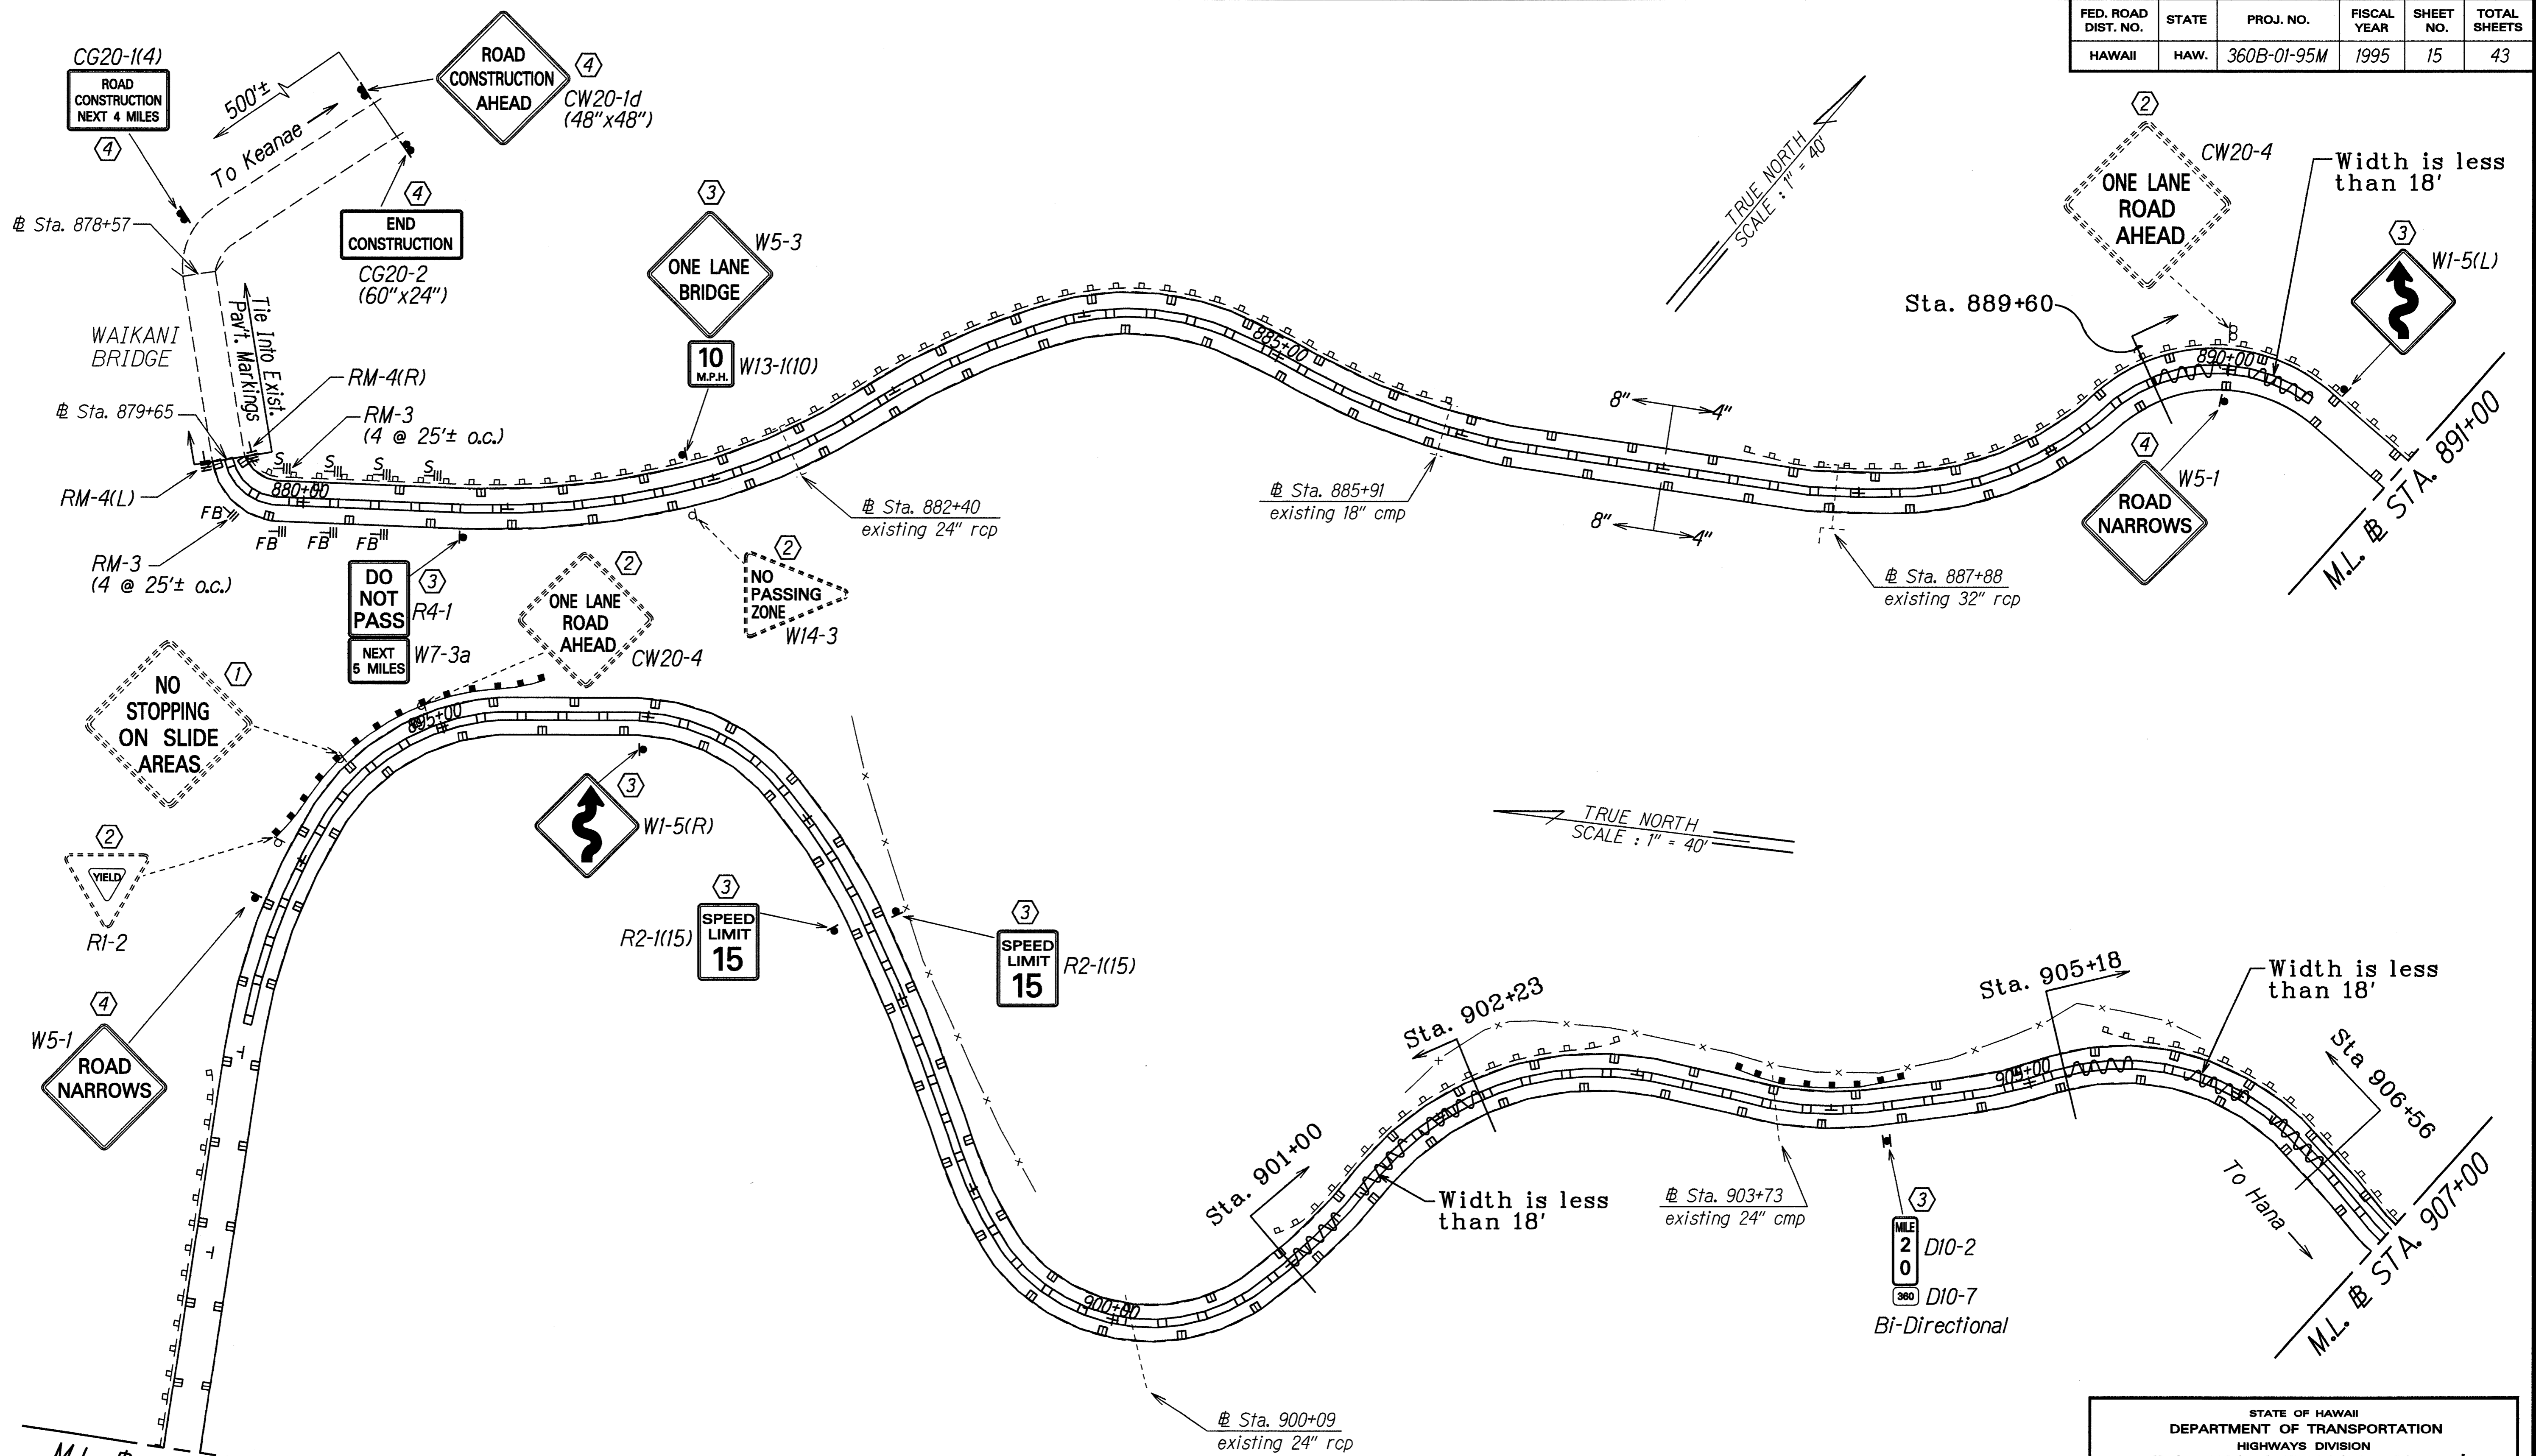 FED. ROAD DIST. NO. STATE PROJ. NO. FISCAL YEAR SHEET NO. TOTAL SHEETS
HAWAII HAW. 360B-01-95M 1995 15 43
CG20-1(4)
ROAD
CONSTRUCTION
NEXT 4 MILES
4
500'±
To Keanae
ROAD
CONSTRUCTION
AHEAD
4
CW20-1d
(48"x48")
4
END
CONSTRUCTION
CG20-2
(60"x24")
℄ Sta. 878+57
WAIKANI
BRIDGE
Tie Into Exist.
Pav't. Markings
℄ Sta. 879+65
RM-4(R)
RM-3
(4 @ 25'± o.c.)
S S S S
RM-4(L)
880+00
FB
FB FB FB
RM-3
(4 @ 25'± o.c.)
3
ONE LANE
BRIDGE
W5-3
10
M.P.H.
W13-1(10)
℄ Sta. 882+40
existing 24" rcp
DO
NOT
PASS
3
R4-1
NEXT
5 MILES
W7-3a
2
NO
PASSING
ZONE
W14-3
885+00
℄ Sta. 885+91
existing 18" cmp
8" 4"
8" 4"
TRUE NORTH
SCALE : 1" = 40'
℄ Sta. 887+88
existing 32" rcp
2
ONE LANE
ROAD
AHEAD
CW20-4
Width is less
than 18'
Sta. 889+60
890+00
3
W1-5(L)
4
W5-1
ROAD
NARROWS
M.L. ℄ STA. 891+00
1
NO
STOPPING
ON SLIDE
AREAS
2
ONE LANE
ROAD
AHEAD
CW20-4
895+00
2
YIELD
R1-2
4
W5-1
ROAD
NARROWS
3
W1-5(R)
3
R2-1(15)
SPEED
LIMIT
15
3
SPEED
LIMIT
15
R2-1(15)
TRUE NORTH
SCALE : 1" = 40'
900+00
℄ Sta. 900+09
existing 24" rcp
Sta. 901+00
Sta. 902+23
Width is less
than 18'
℄ Sta. 903+73
existing 24" cmp
3
MILE
2
0
D10-2
360
D10-7
Bi-Directional
905+00
Sta. 905+18
Width is less
than 18'
Sta 906+56
To Hana
M.L. ℄ STA. 907+00
STATE OF HAWAII
DEPARTMENT OF TRANSPORTATION
HIGHWAYS DIVISION